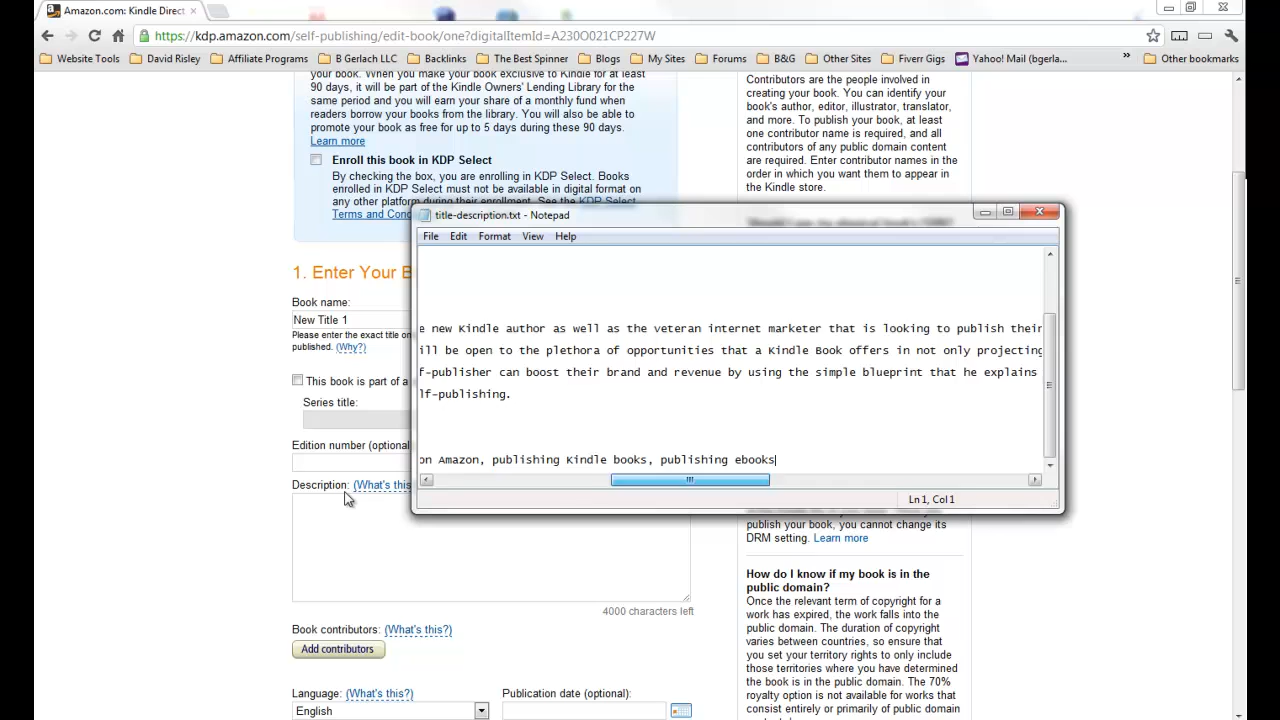 Amazon.com: Kindle Direct
https://kdp.amazon.com/self-publishing/edit-book/one?digitalItemId=A230O021CP227W
Website Tools David Risley Affiliate Programs B Gerlach LLC Backlinks The Best Spinner Blogs My Sites Forums B&G Other Sites Fiverr Gigs Yahoo! Mail (bgerla... » Other bookmarks
your book. When you make your book exclusive to Kindle for at least
90 days, it will be part of the Kindle Owners' Lending Library for the
same period and you will earn your share of a monthly fund when
readers borrow your books from the library. You will also be able to
promote your book as free for up to 5 days during these 90 days.
Learn more
Enroll this book in KDP Select
By checking the box, you are enrolling in KDP Select. Books
enrolled in KDP Select must not be available in digital format on
any other platform during their enrollment. See the KDP Select
Terms and Cond
1. Enter Your B
Book name:
New Title 1
Please enter the exact title on
published. (Why?)
This book is part of a
Series title:
Edition number (optional
Description: (What's this
4000 characters left
Book contributors: (What's this?)
Add contributors
Language: (What's this?)
English
Publication date (optional):
title-description.txt - Notepad
File Edit Format View Help
e new Kindle author as well as the veteran internet marketer that is looking to publish their
ill be open to the plethora of opportunities that a Kindle Book offers in not only projecting
f-publisher can boost their brand and revenue by using the simple blueprint that he explains
lf-publishing.
on Amazon, publishing Kindle books, publishing ebooks
Ln 1, Col 1
Contributors are the people involved in
creating your book. You can identify your
book's author, editor, illustrator, translator,
and more. To publish your book, at least
one contributor name is required, and all
contributors of any public domain content
are required. Enter contributor names in the
order in which you want them to appear in
the Kindle store.
publish your book, you cannot change its
DRM setting. Learn more
How do I know if my book is in the
public domain?
Once the relevant term of copyright for a
work has expired, the work falls into the
public domain. The duration of copyright
varies between countries, so ensure that
you set your territory rights to only include
those territories where you have determined
the book is in the public domain. The 70%
royalty option is not available for works that
consist entirely or primarily of public domain